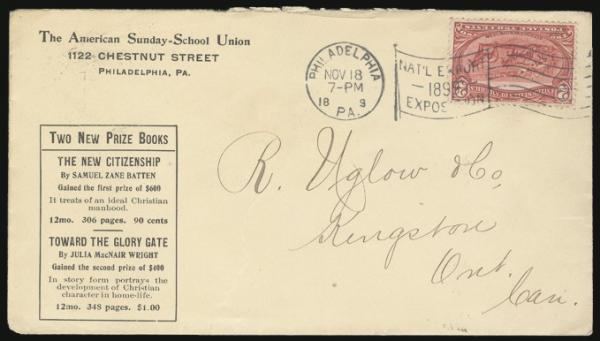 The American Sunday-School Union
1122 CHESTNUT STREET
PHILADELPHIA, PA.
PHILADELPHIA
NOV 18
7-PM
18 9
PA.
NAT'L EXPORT
1899
EXPOSITION
TWO NEW PRIZE BOOKS
THE NEW CITIZENSHIP
By SAMUEL ZANE BATTEN
Gained the first prize of $600
It treats of an ideal Christian
manhood.
12mo. 306 pages. 90 cents
TOWARD THE GLORY GATE
By JULIA MacNAIR WRIGHT
Gained the second prize of $400
In story form portrays the
development of Christian
character in home-life.
12mo. 348 pages. $1.00
R. Uglow & Co,
Kingston
Ont.
Can.